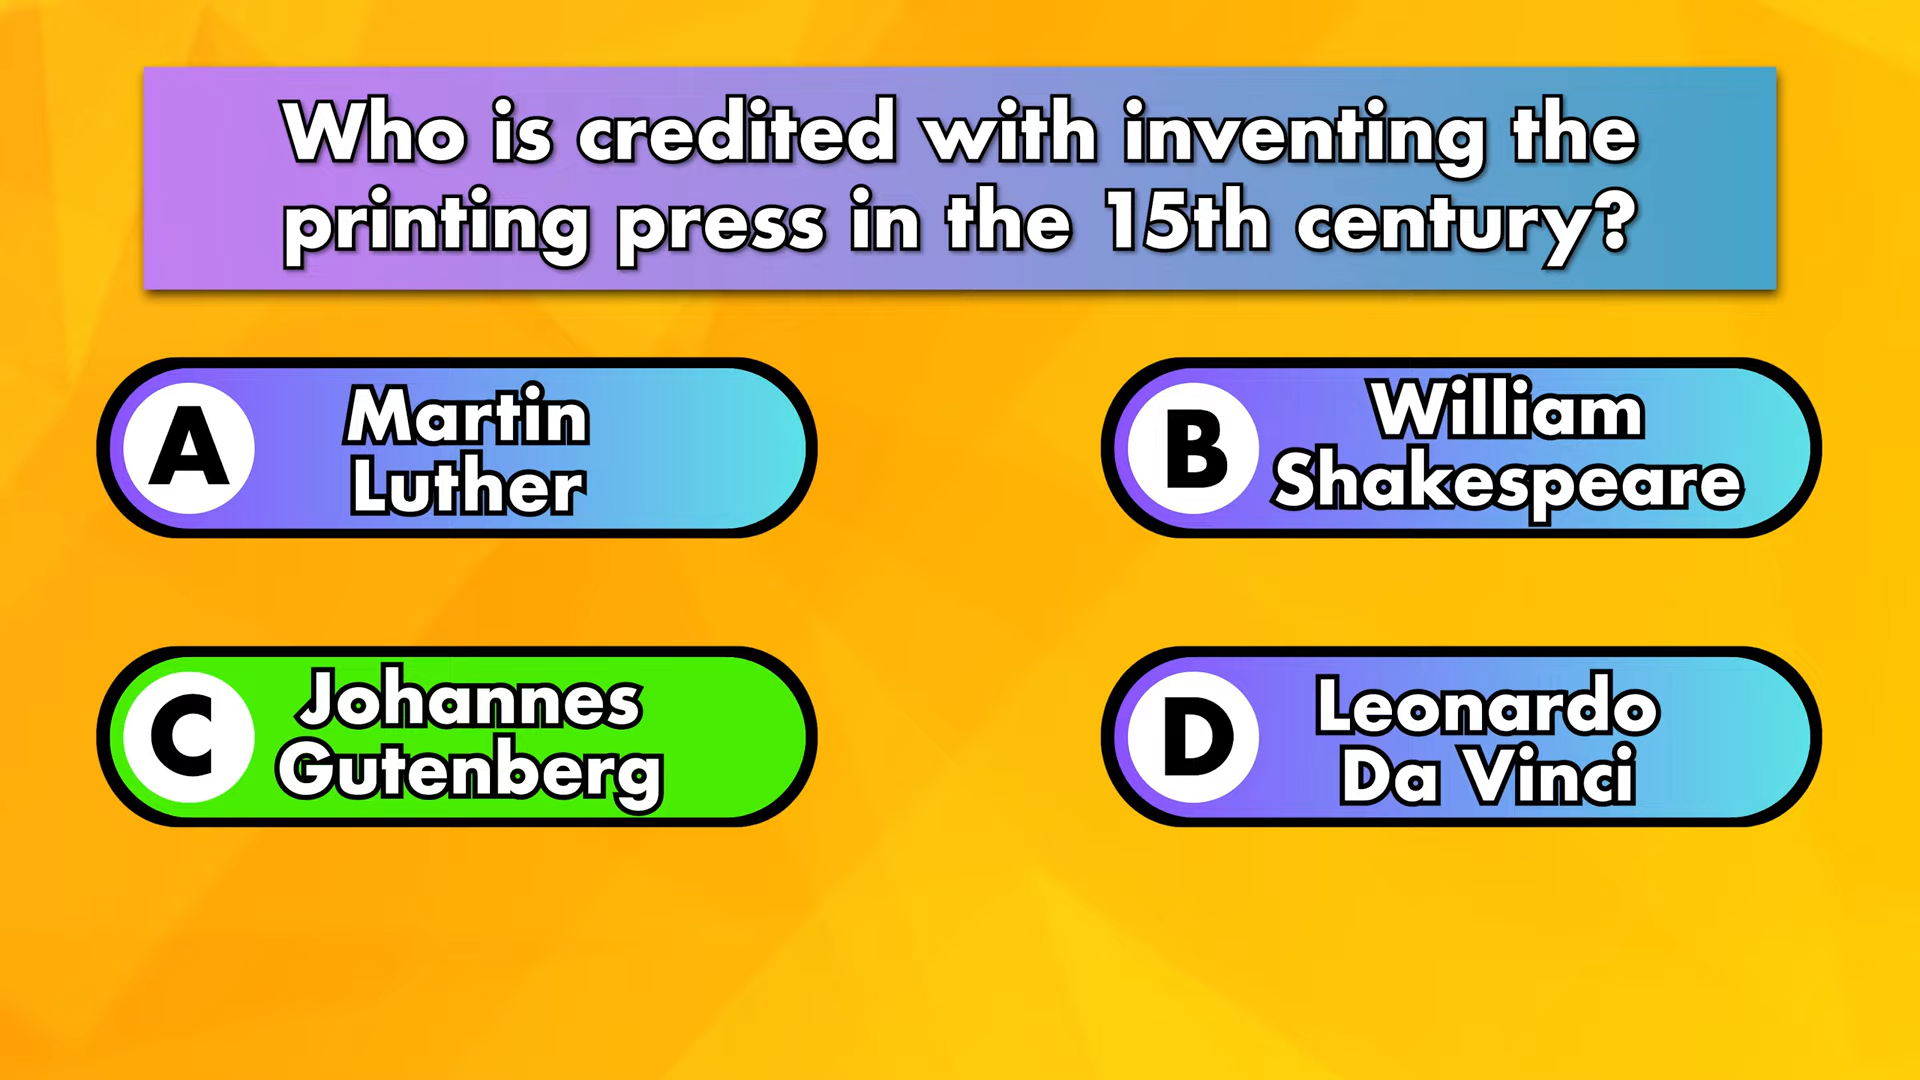 Who is credited with inventing the
printing press in the 15th century?
A
Martin
Luther
B
William
Shakespeare
C
Johannes
Gutenberg
D
Leonardo
Da Vinci